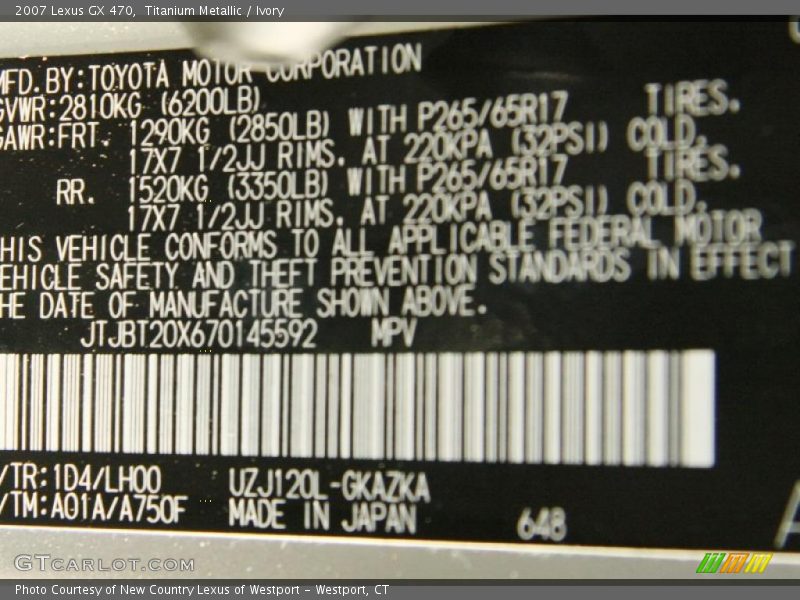 2007 Lexus GX 470, Titanium Metallic / Ivory
MFD.BY:TOYOTA MOTOR CORPORATION
GVWR:2810KG (6200LB)
GAWR:FRT. 1290KG (2850LB) WITH P265/65R17 TIRES.
17X7 1/2JJ RIMS. AT 220KPA (32PSI) COLD.
RR. 1520KG (3350LB) WITH P265/65R17 TIRES.
17X7 1/2JJ RIMS. AT 220KPA (32PSI) COLD.
HIS VEHICLE CONFORMS TO ALL APPLICABLE FEDERAL MOTOR
EHICLE SAFETY AND THEFT PREVENTION STANDARDS IN EFFECT
HE DATE OF MANUFACTURE SHOWN ABOVE.
JTJBT20X670145592 MPV
/TR:1D4/LH00 UZJ120L-GKAZKA
/TM:A01A/A750F MADE IN JAPAN 648
GTCARLOT.COM
Photo Courtesy of New Country Lexus of Westport - Westport, CT